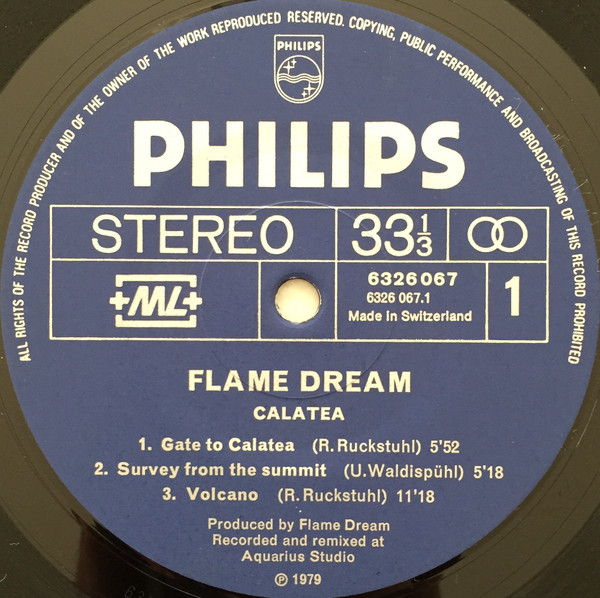 ALL RIGHTS OF THE RECORD PRODUCER AND OF THE OWNER OF THE WORK REPRODUCED RESERVED. COPYING, PUBLIC PERFORMANCE AND BROADCASTING OF THIS RECORD PROHIBITED
PHILIPS
PHILIPS
STEREO 33 1/3
+ML+ 6326 067 1
6326 067.1
Made in Switzerland
FLAME DREAM
CALATEA
1. Gate to Calatea (R. Ruckstuhl) 5'52
2. Survey from the summit (U. Waldispühl) 5'18
3. Volcano (R. Ruckstuhl) 11'18
Produced by Flame Dream
Recorded and remixed at
Aquarius Studio
℗ 1979